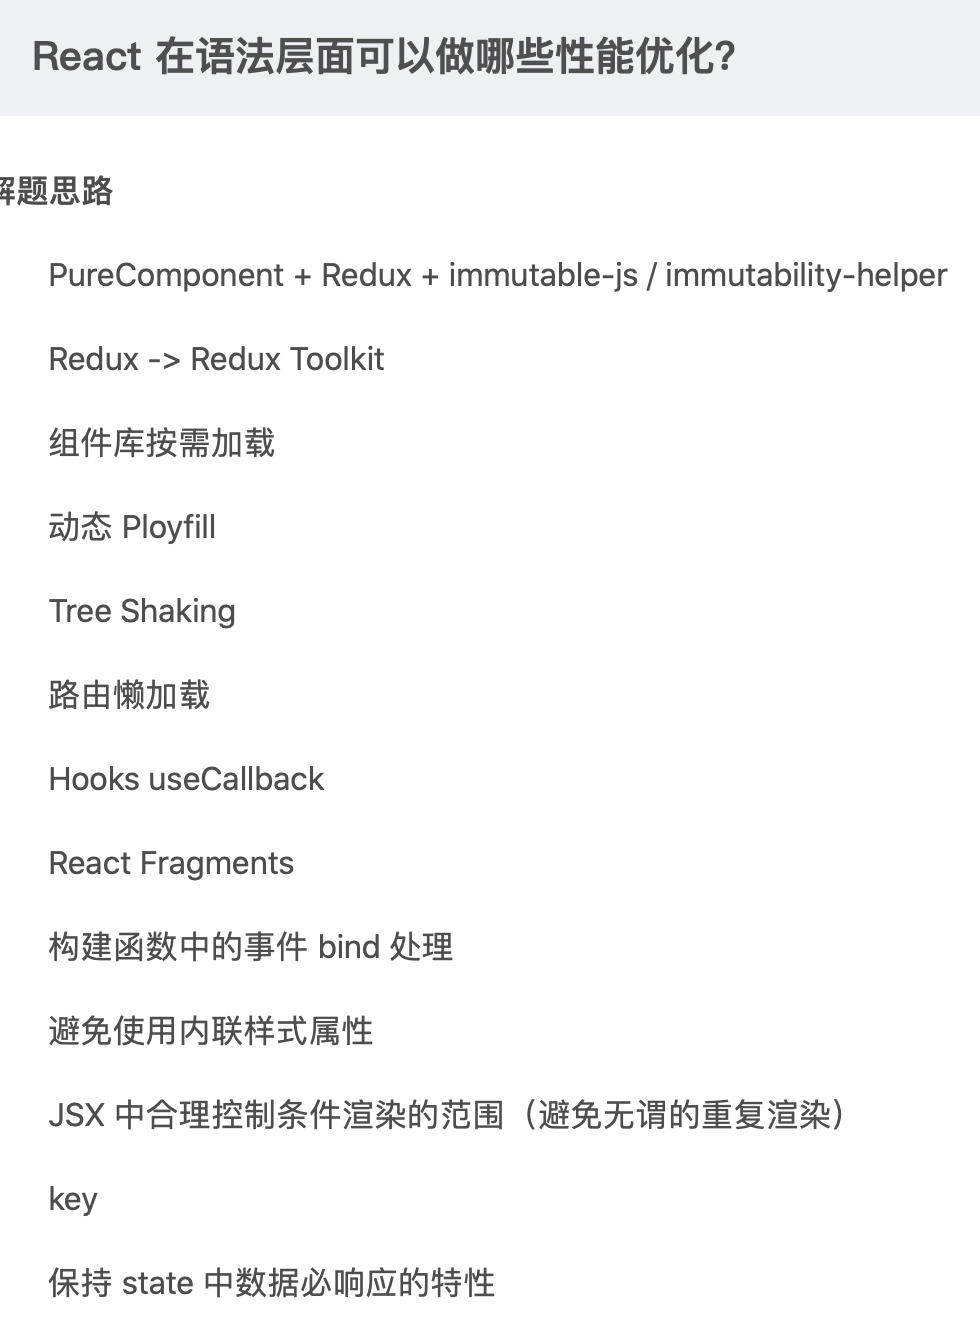 React 在语法层面可以做哪些性能优化?
解题思路
PureComponent + Redux + immutable-js / immutability-helper
Redux -> Redux Toolkit
组件库按需加载
动态 Ployfill
Tree Shaking
路由懒加载
Hooks useCallback
React Fragments
构建函数中的事件 bind 处理
避免使用内联样式属性
JSX 中合理控制条件渲染的范围（避免无谓的重复渲染）
key
保持 state 中数据必响应的特性